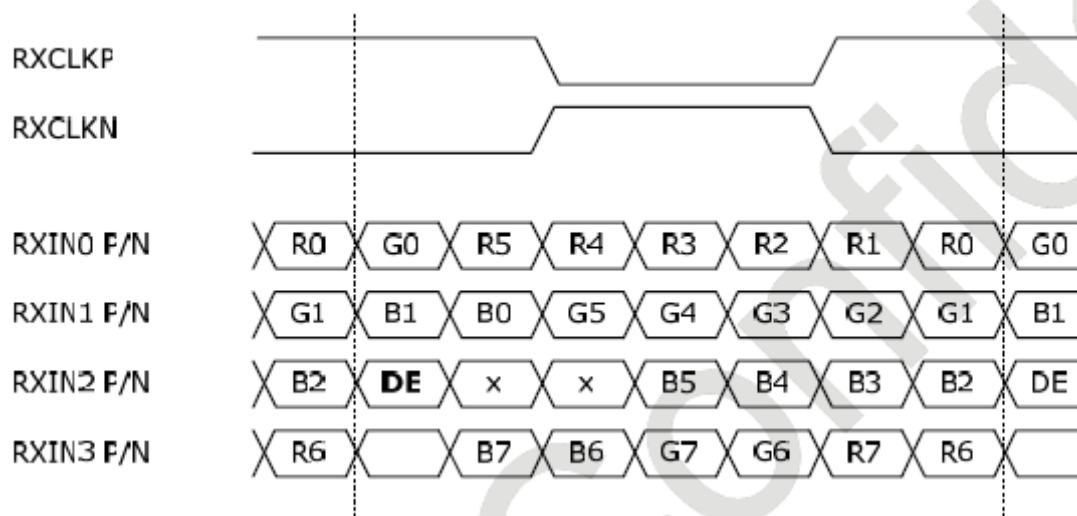 RXCLKP
RXCLKN
RXIN0 P/N R0 G0 R5 R4 R3 R2 R1 R0 G0
RXIN1 P/N G1 B1 B0 G5 G4 G3 G2 G1 B1
RXIN2 P/N B2 DE x x B5 B4 B3 B2 DE
RXIN3 P/N R6 B7 B6 G7 G6 R7 R6
Confid